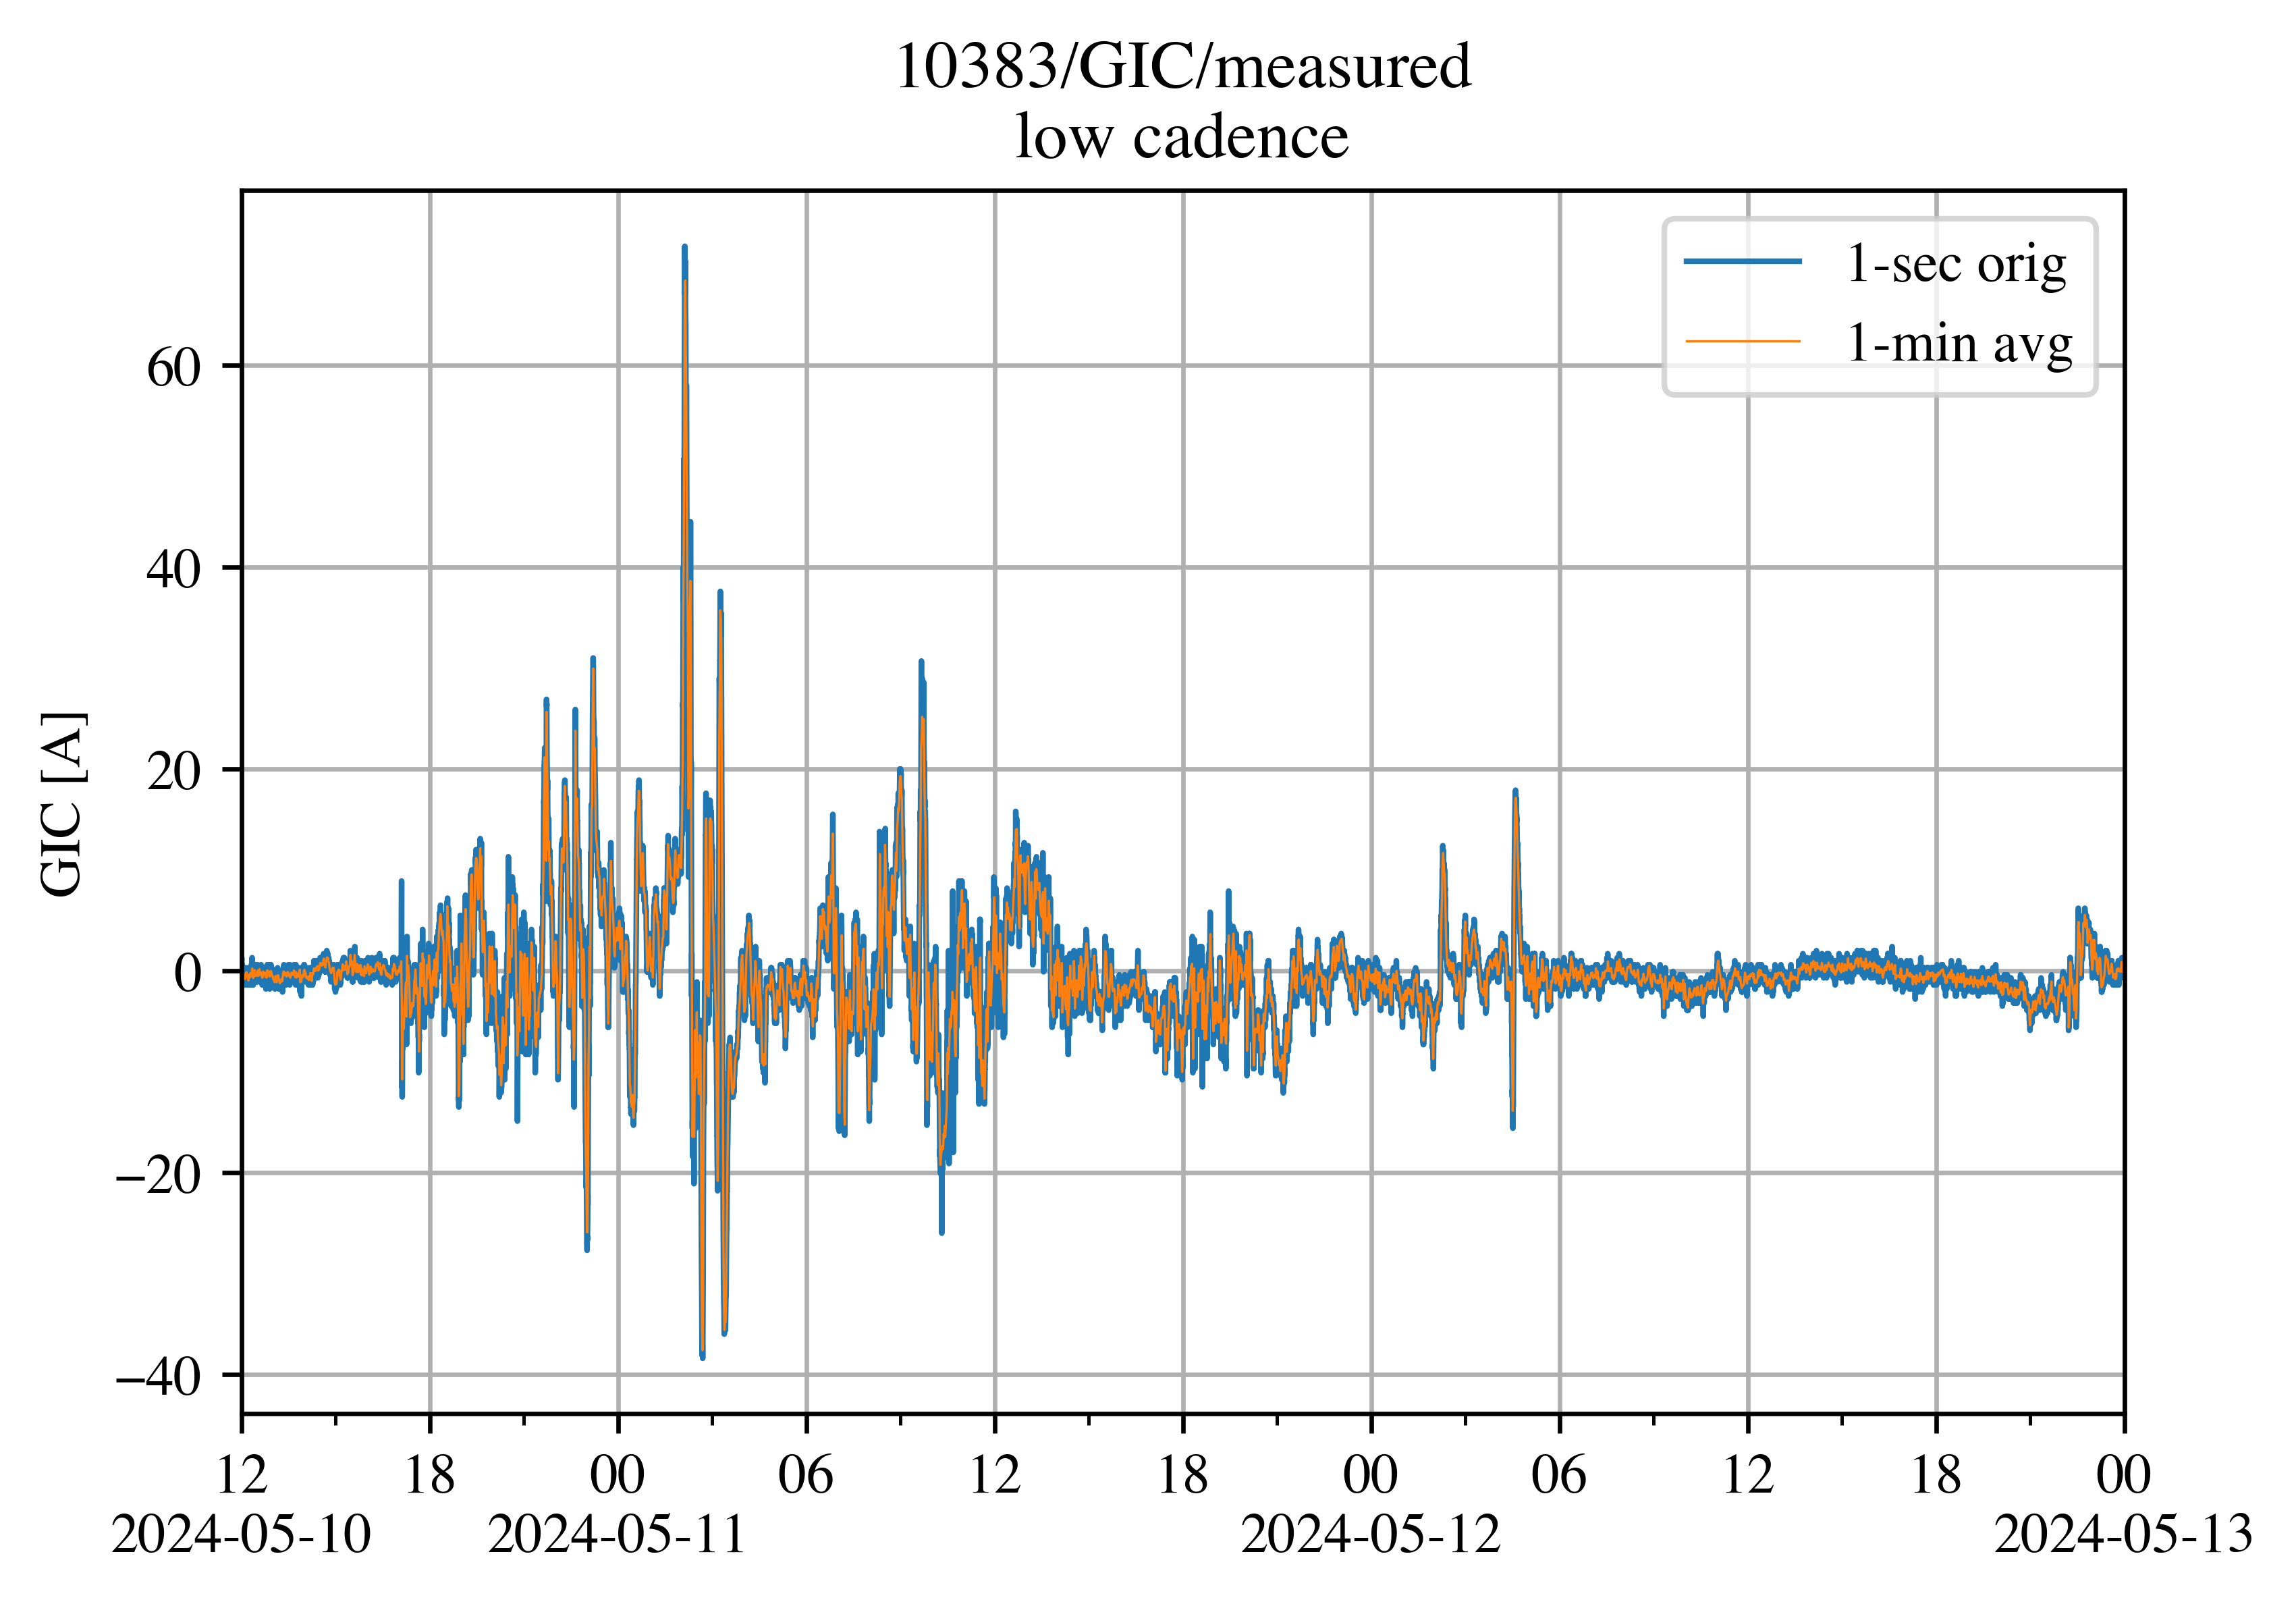 10383/GIC/measured
low cadence
1-sec orig
1-min avg
GIC [A]
60
40
20
0
−20
−40
12 18 00 06 12 18 00 06 12 18 00
2024-05-10 2024-05-11 2024-05-12 2024-05-13